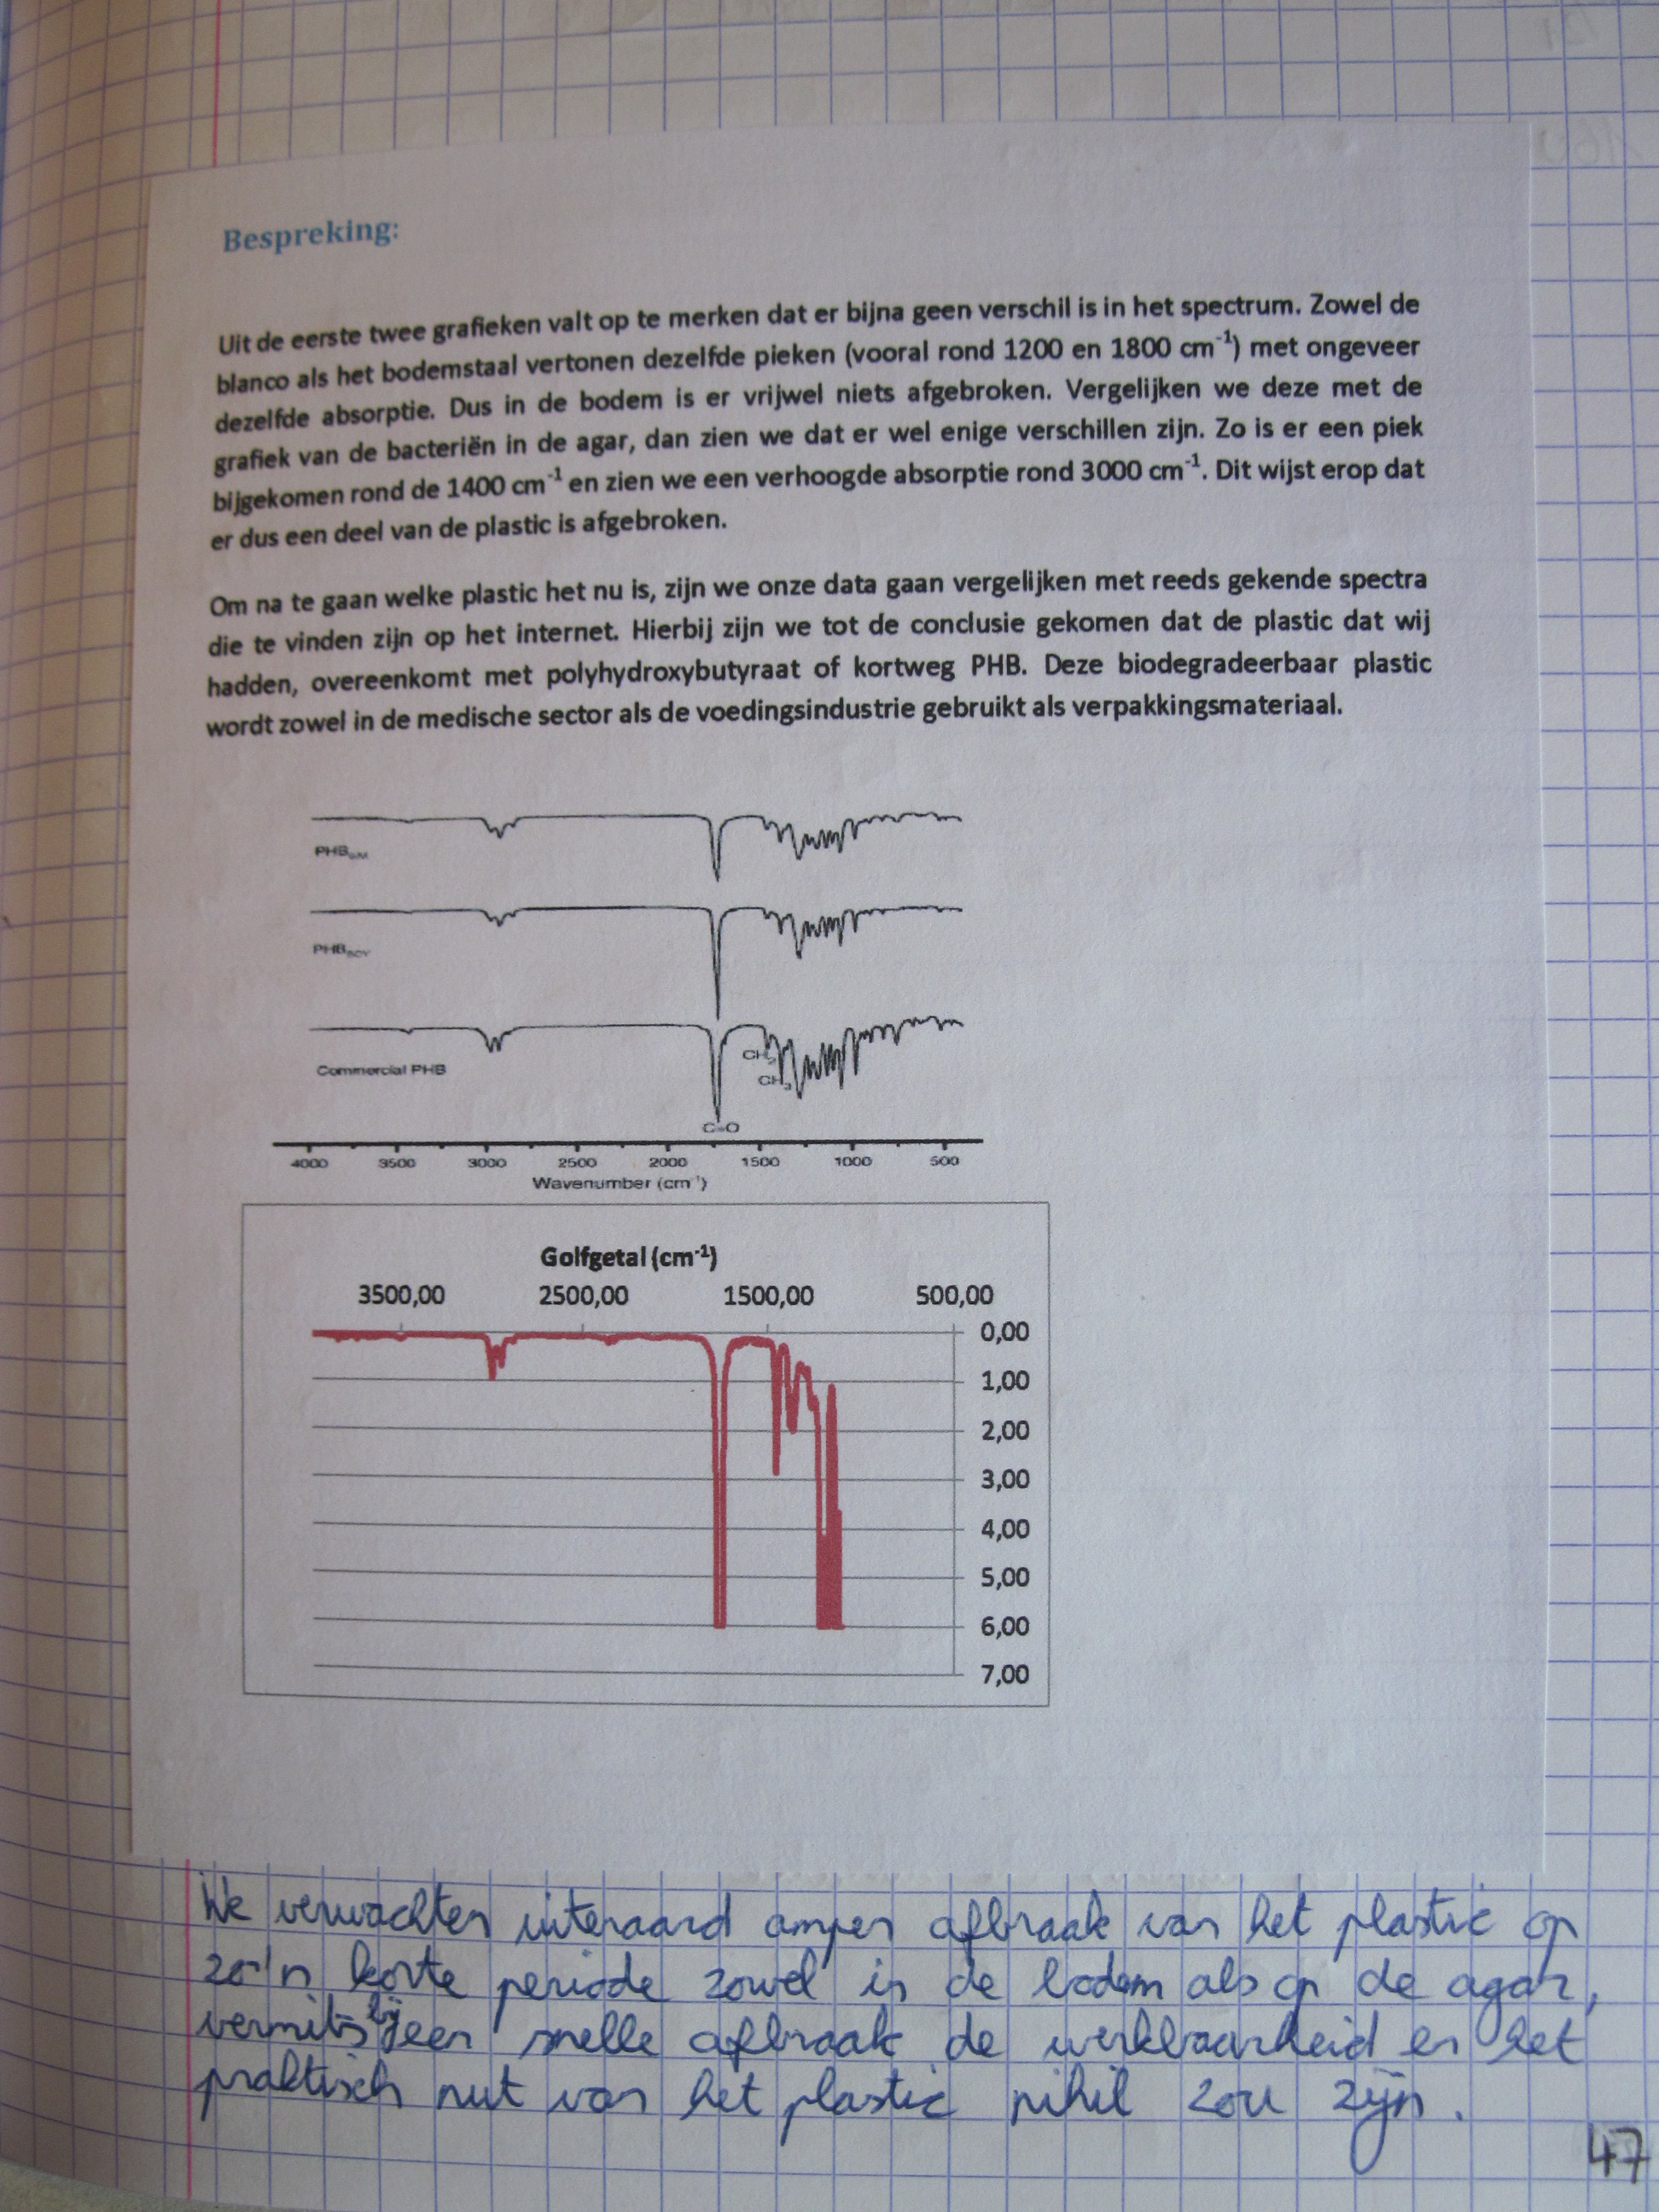 Bespreking:
Uit de eerste twee grafieken valt op te merken dat er bijna geen verschil is in het spectrum. Zowel de
blanco als het bodemstaal vertonen dezelfde pieken (vooral rond 1200 en 1800 cm⁻¹) met ongeveer
dezelfde absorptie. Dus in de bodem is er vrijwel niets afgebroken. Vergelijken we deze met de
grafiek van de bacteriën in de agar, dan zien we dat er wel enige verschillen zijn. Zo is er een piek
bijgekomen rond de 1400 cm⁻¹ en zien we een verhoogde absorptie rond 3000 cm⁻¹. Dit wijst erop dat
er dus een deel van de plastic is afgebroken.
Om na te gaan welke plastic het nu is, zijn we onze data gaan vergelijken met reeds gekende spectra
die te vinden zijn op het internet. Hierbij zijn we tot de conclusie gekomen dat de plastic dat wij
hadden, overeenkomt met polyhydroxybutyraat of kortweg PHB. Deze biodegradeerbaar plastic
wordt zowel in de medische sector als de voedingsindustrie gebruikt als verpakkingsmateriaal.
PHB
PHB
CH₂
Commercial PHB
CH₃
C=O
4000 3500 3000 2500 2000 1500 1000 500
Wavenumber (cm⁻¹)
Golfgetal (cm⁻¹)
3500,00 2500,00 1500,00 500,00
0,00
1,00
2,00
3,00
4,00
5,00
6,00
7,00
We verwachten uiteraard amper afbraak van het plastic op
zo'n korte periode zowel in de bodem als op de agar,
vermits bij een snelle afbraak de werkbaarheid en het
praktisch nut van het plastic nihil zou zijn.
47